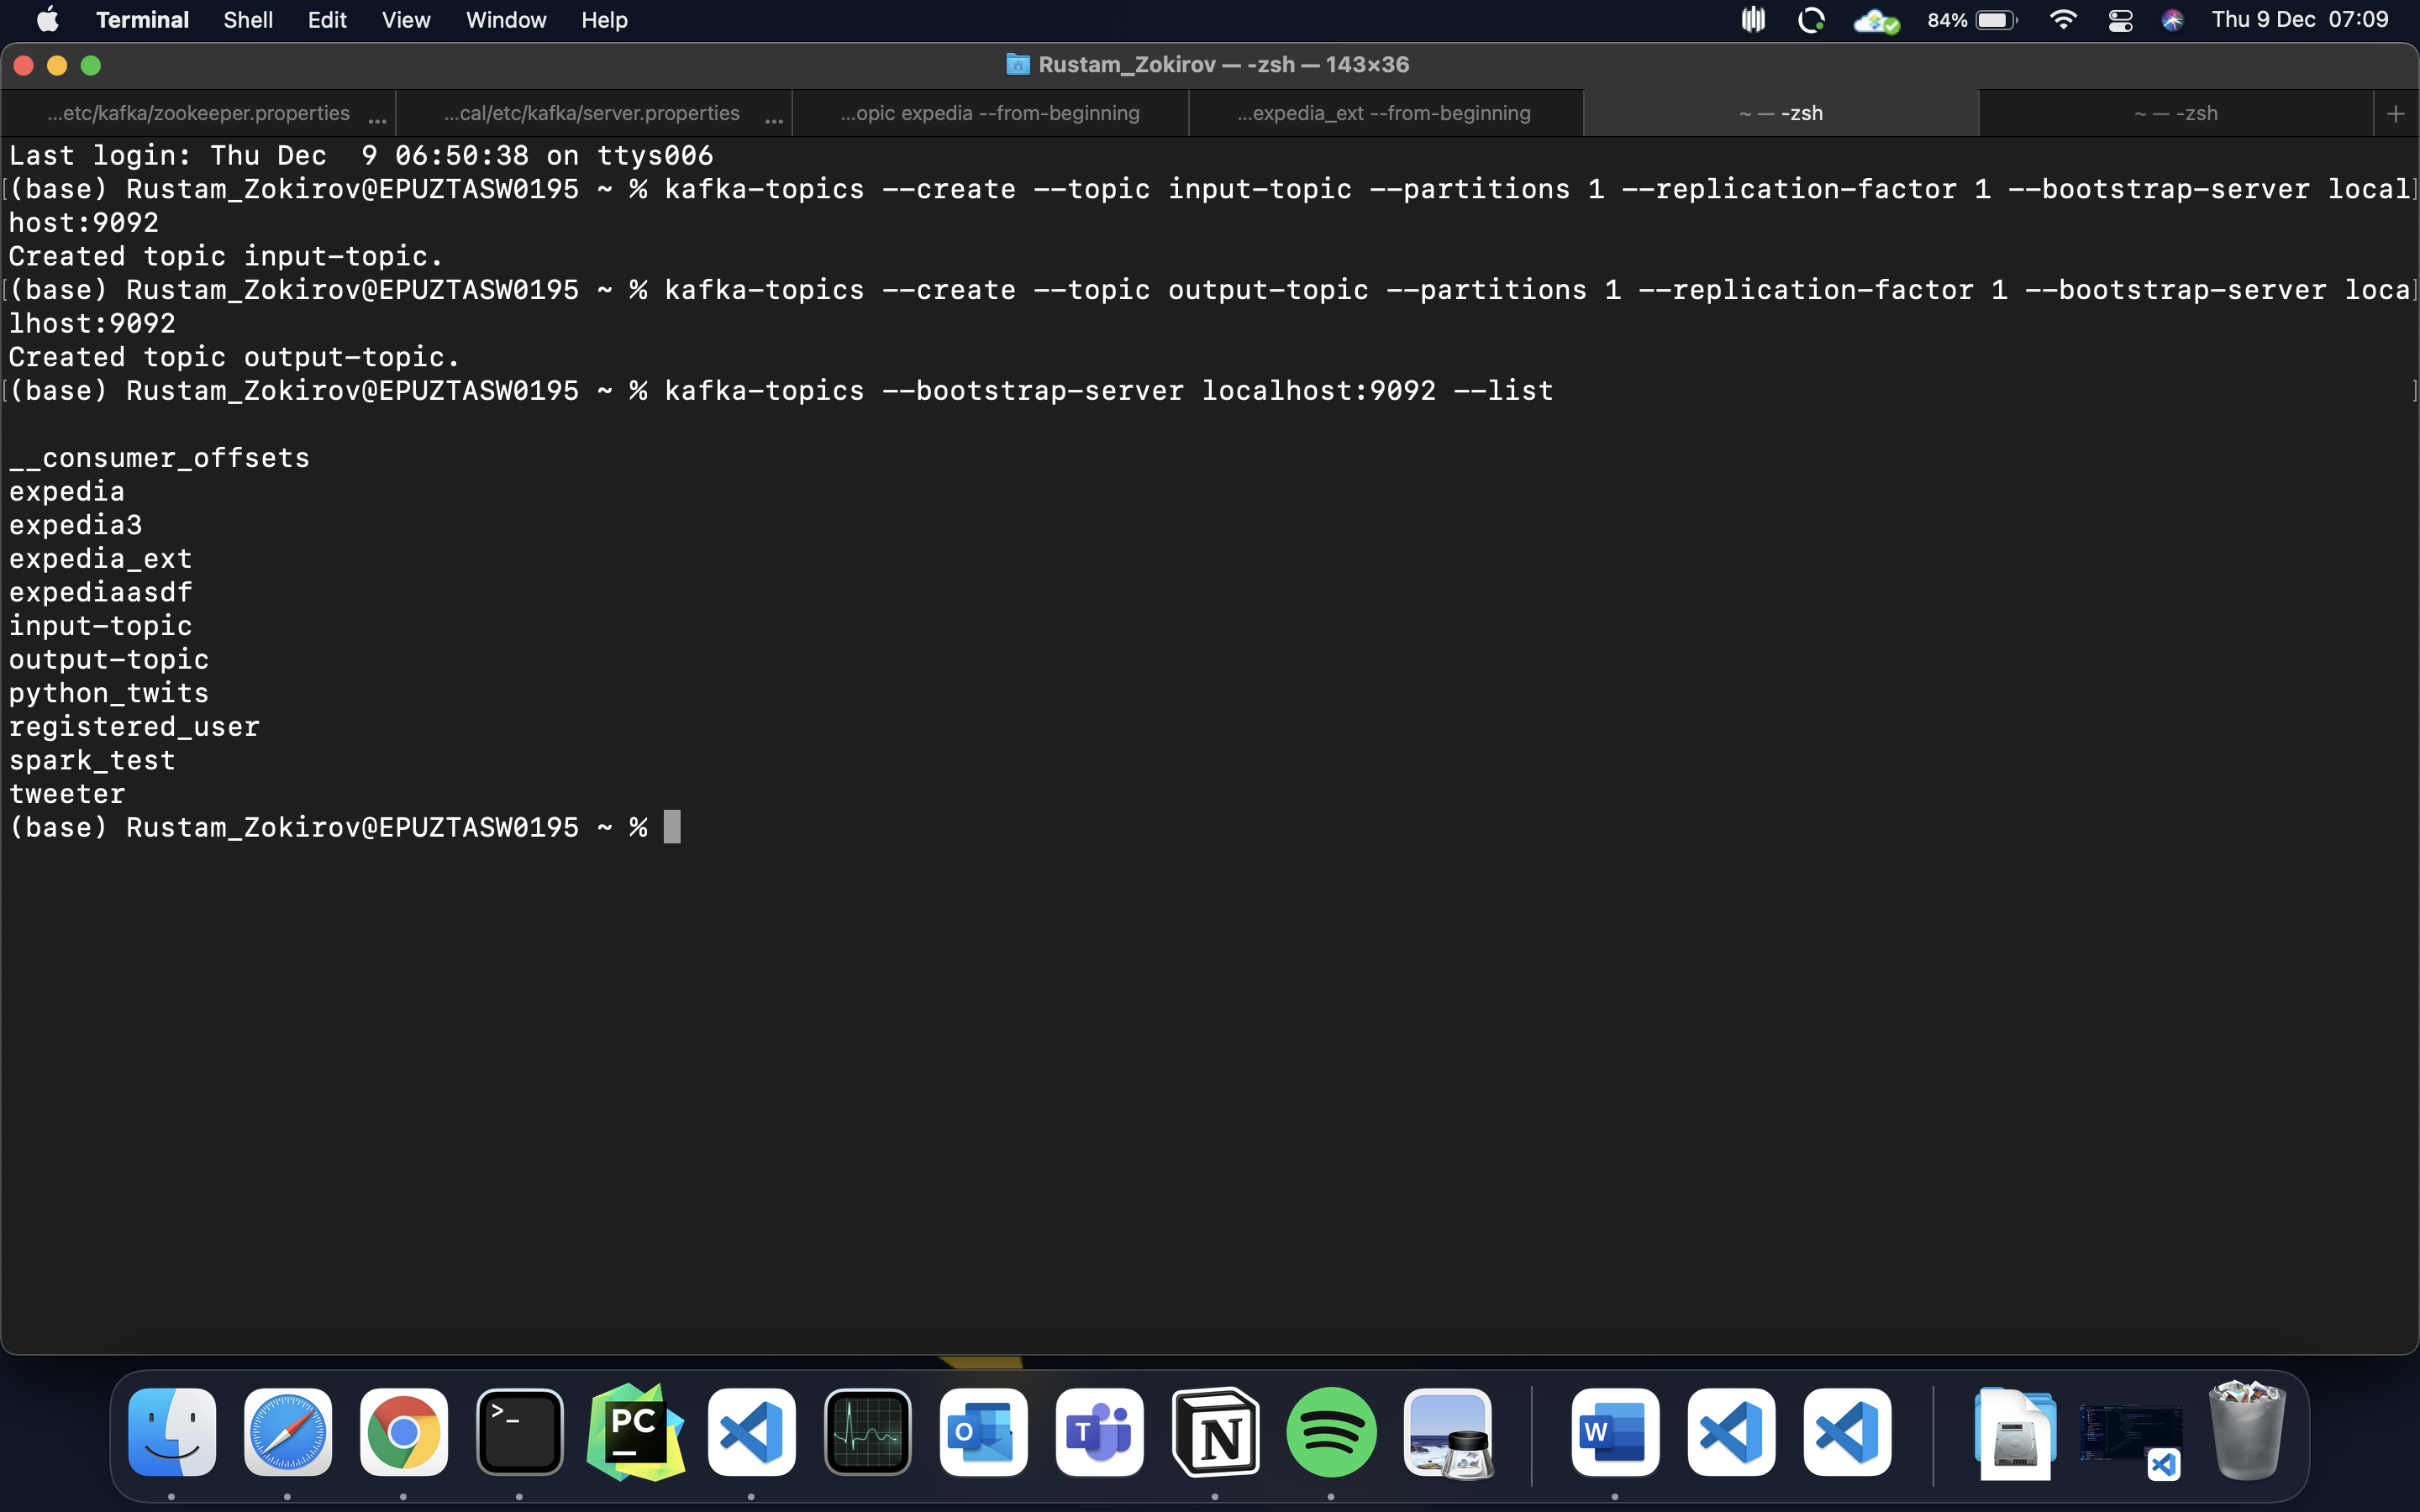 Terminal Shell Edit View Window Help 84% Thu 9 Dec 07:09
Rustam_Zokirov — -zsh — 143×36
...etc/kafka/zookeeper.properties ... ...cal/etc/kafka/server.properties ... ...opic expedia --from-beginning ...expedia_ext --from-beginning ~ — -zsh ~ — -zsh +
Last login: Thu Dec  9 06:50:38 on ttys006
[(base) Rustam_Zokirov@EPUZTASW0195 ~ % kafka-topics --create --topic input-topic --partitions 1 --replication-factor 1 --bootstrap-server local]
host:9092
Created topic input-topic.
[(base) Rustam_Zokirov@EPUZTASW0195 ~ % kafka-topics --create --topic output-topic --partitions 1 --replication-factor 1 --bootstrap-server loca]
lhost:9092
Created topic output-topic.
[(base) Rustam_Zokirov@EPUZTASW0195 ~ % kafka-topics --bootstrap-server localhost:9092 --list ]
__consumer_offsets
expedia
expedia3
expedia_ext
expediaasdf
input-topic
output-topic
python_twits
registered_user
spark_test
tweeter
(base) Rustam_Zokirov@EPUZTASW0195 ~ %
>_ PC O T N W